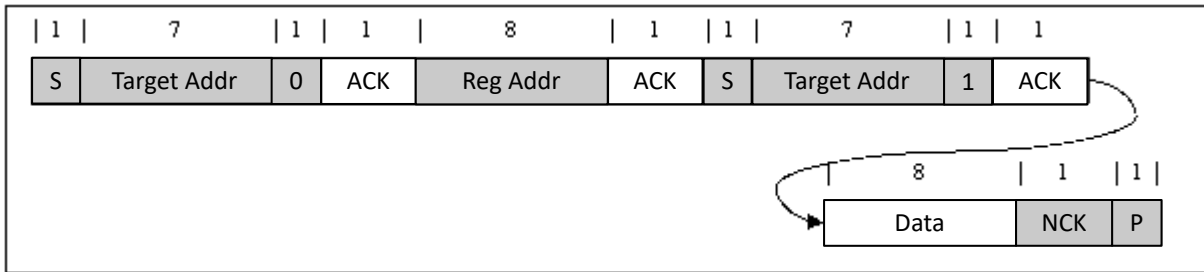 | 1 | 7 | 1 | 1 | 8 | 1 | 1 | 7 | 1 | 1
S Target Addr 0 ACK Reg Addr ACK S Target Addr 1 ACK
| 8 | 1 | 1 |
Data NCK P